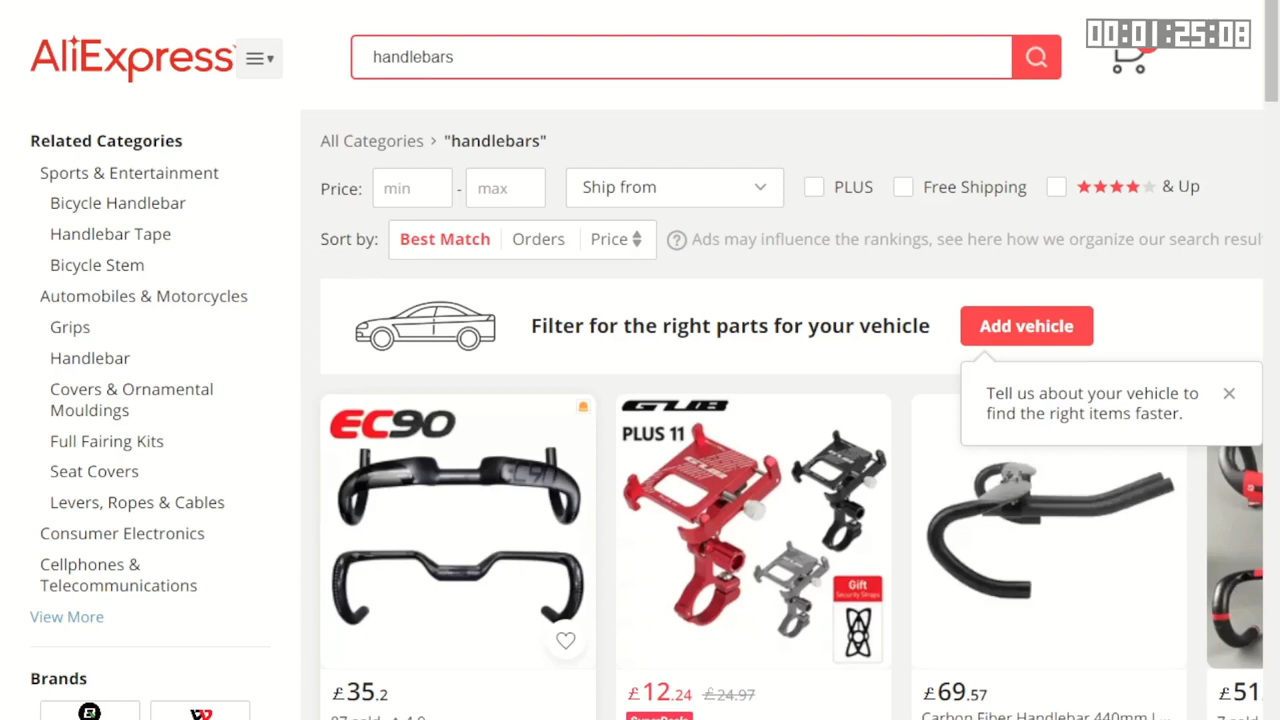 00:01:25:08
AliExpress
handlebars
Related Categories
Sports & Entertainment
Bicycle Handlebar
Handlebar Tape
Bicycle Stem
Automobiles & Motorcycles
Grips
Handlebar
Covers & Ornamental
Mouldings
Full Fairing Kits
Seat Covers
Levers, Ropes & Cables
Consumer Electronics
Cellphones &
Telecommunications
View More
Brands
All Categories > "handlebars"
Price: min - max Ship from PLUS Free Shipping & Up
Sort by: Best Match Orders Price Ads may influence the rankings, see here how we organize our search resul
Filter for the right parts for your vehicle
Add vehicle
Tell us about your vehicle to
find the right items faster.
EC90
GUB
PLUS 11
Gift
Security Straps
£35.2
£12.24 £24.97
SuperDeals
£69.57
Carbon Fiber Handlebar 440mm
£51